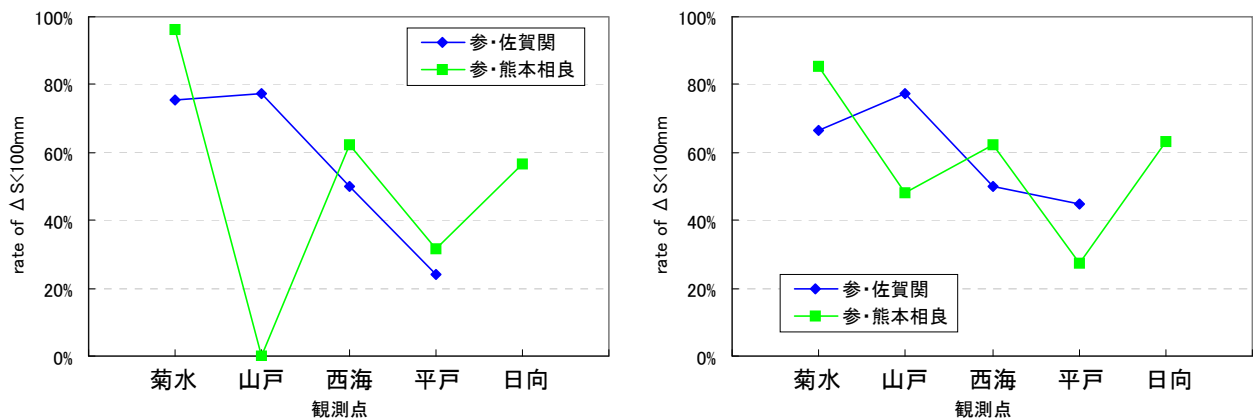 100%
80%
60%
40%
20%
0%
rate of ΔS<100mm
参・佐賀関
参・熊本相良
菊水 山戸 西海 平戸 日向
観測点
100%
80%
60%
40%
20%
0%
rate of ΔS<100mm
参・佐賀関
参・熊本相良
菊水 山戸 西海 平戸 日向
観測点